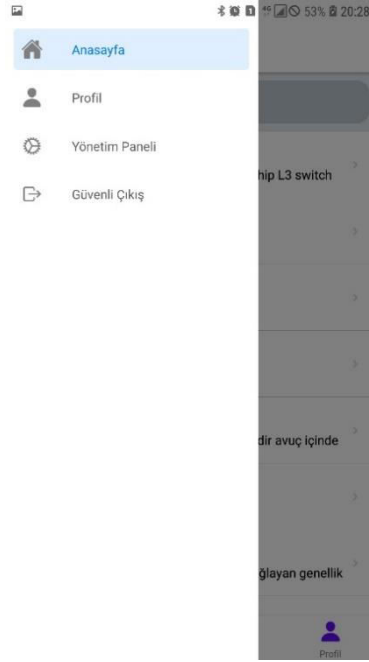 53% 20:28
Anasayfa
Profil
Yönetim Paneli
Güvenli Çıkış
hip L3 switch
dir avuç içinde
ğlayan genellik
Profil